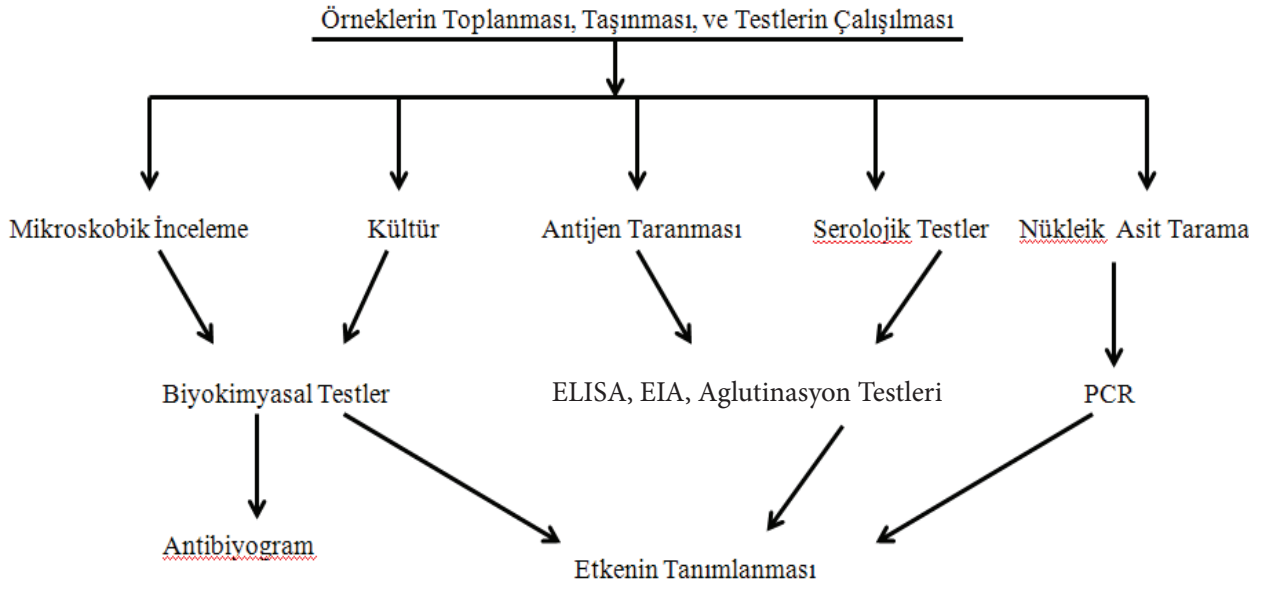 Örneklerin Toplanması, Taşınması, ve Testlerin Çalışılması
Mikroskobik İnceleme
Kültür
Antijen Taranması
Serolojik Testler
Nükleik Asit Tarama
Biyokimyasal Testler
ELISA, EIA, Aglutinasyon Testleri
PCR
Antibiyogram
Etkenin Tanımlanması